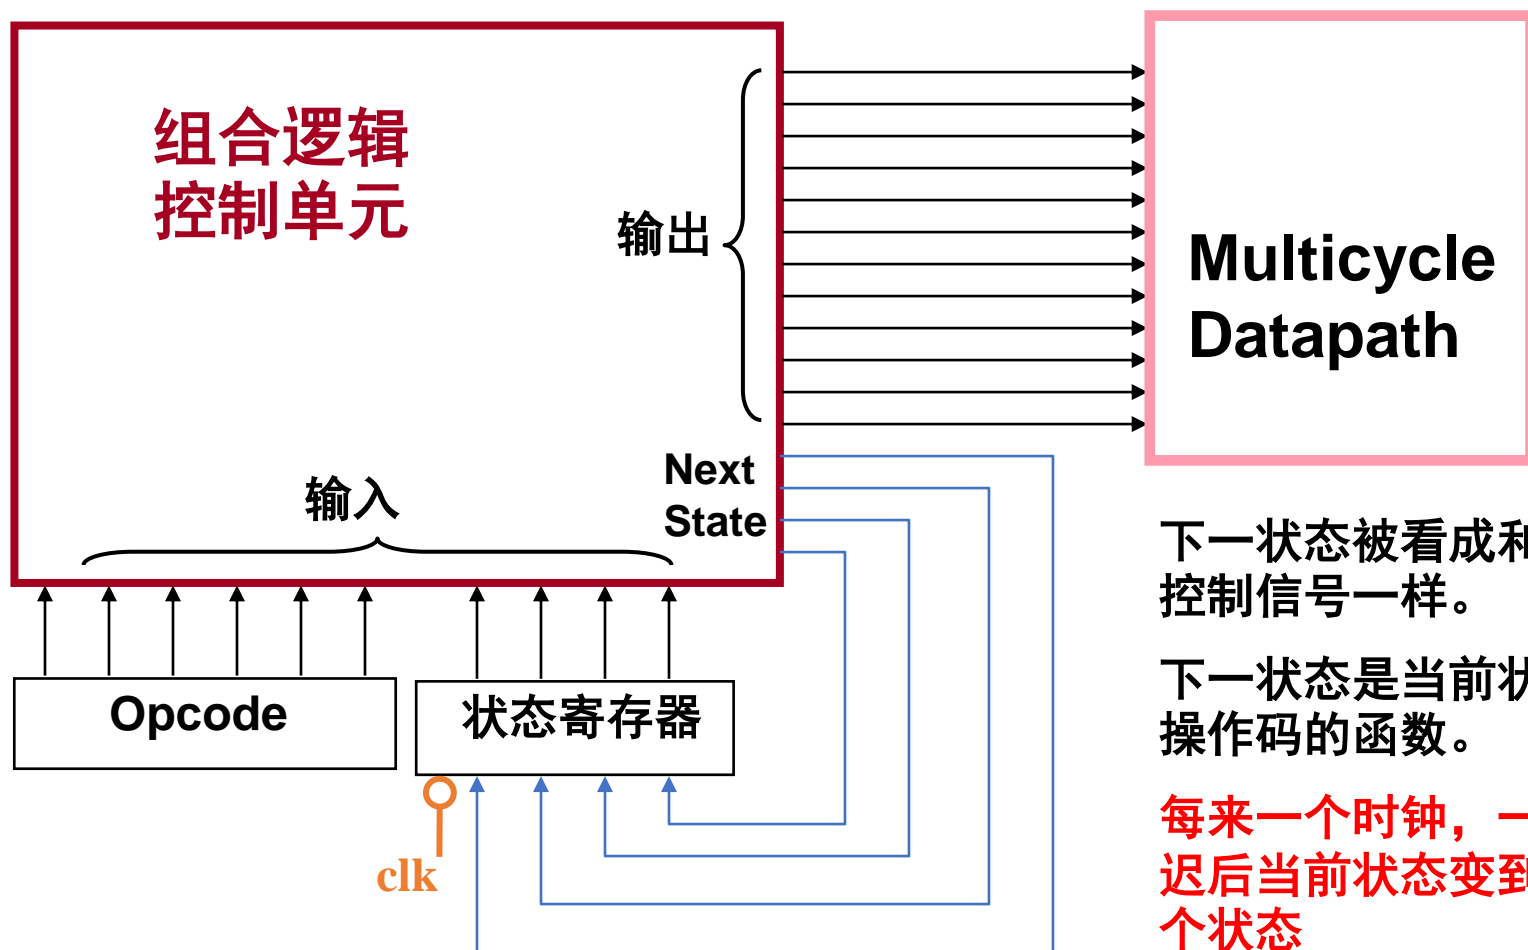 组合逻辑
控制单元
输出
Multicycle
Datapath
输入
Next
State
Opcode
状态寄存器
clk
下一状态被看成和
控制信号一样。
下一状态是当前状
操作码的函数。
每来一个时钟，一
迟后当前状态变到
个状态